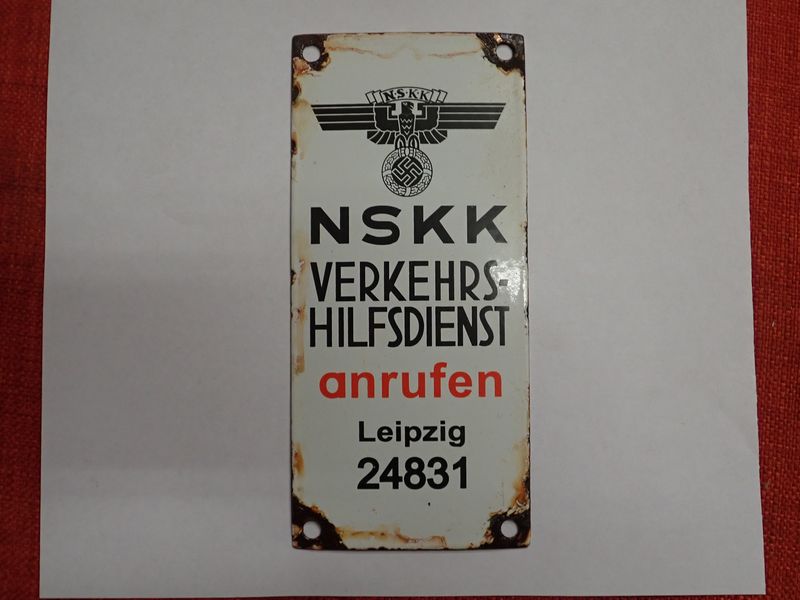 N·S·K·K
NSKK
VERKEHRS-
HILFSDIENST
anrufen
Leipzig
24831